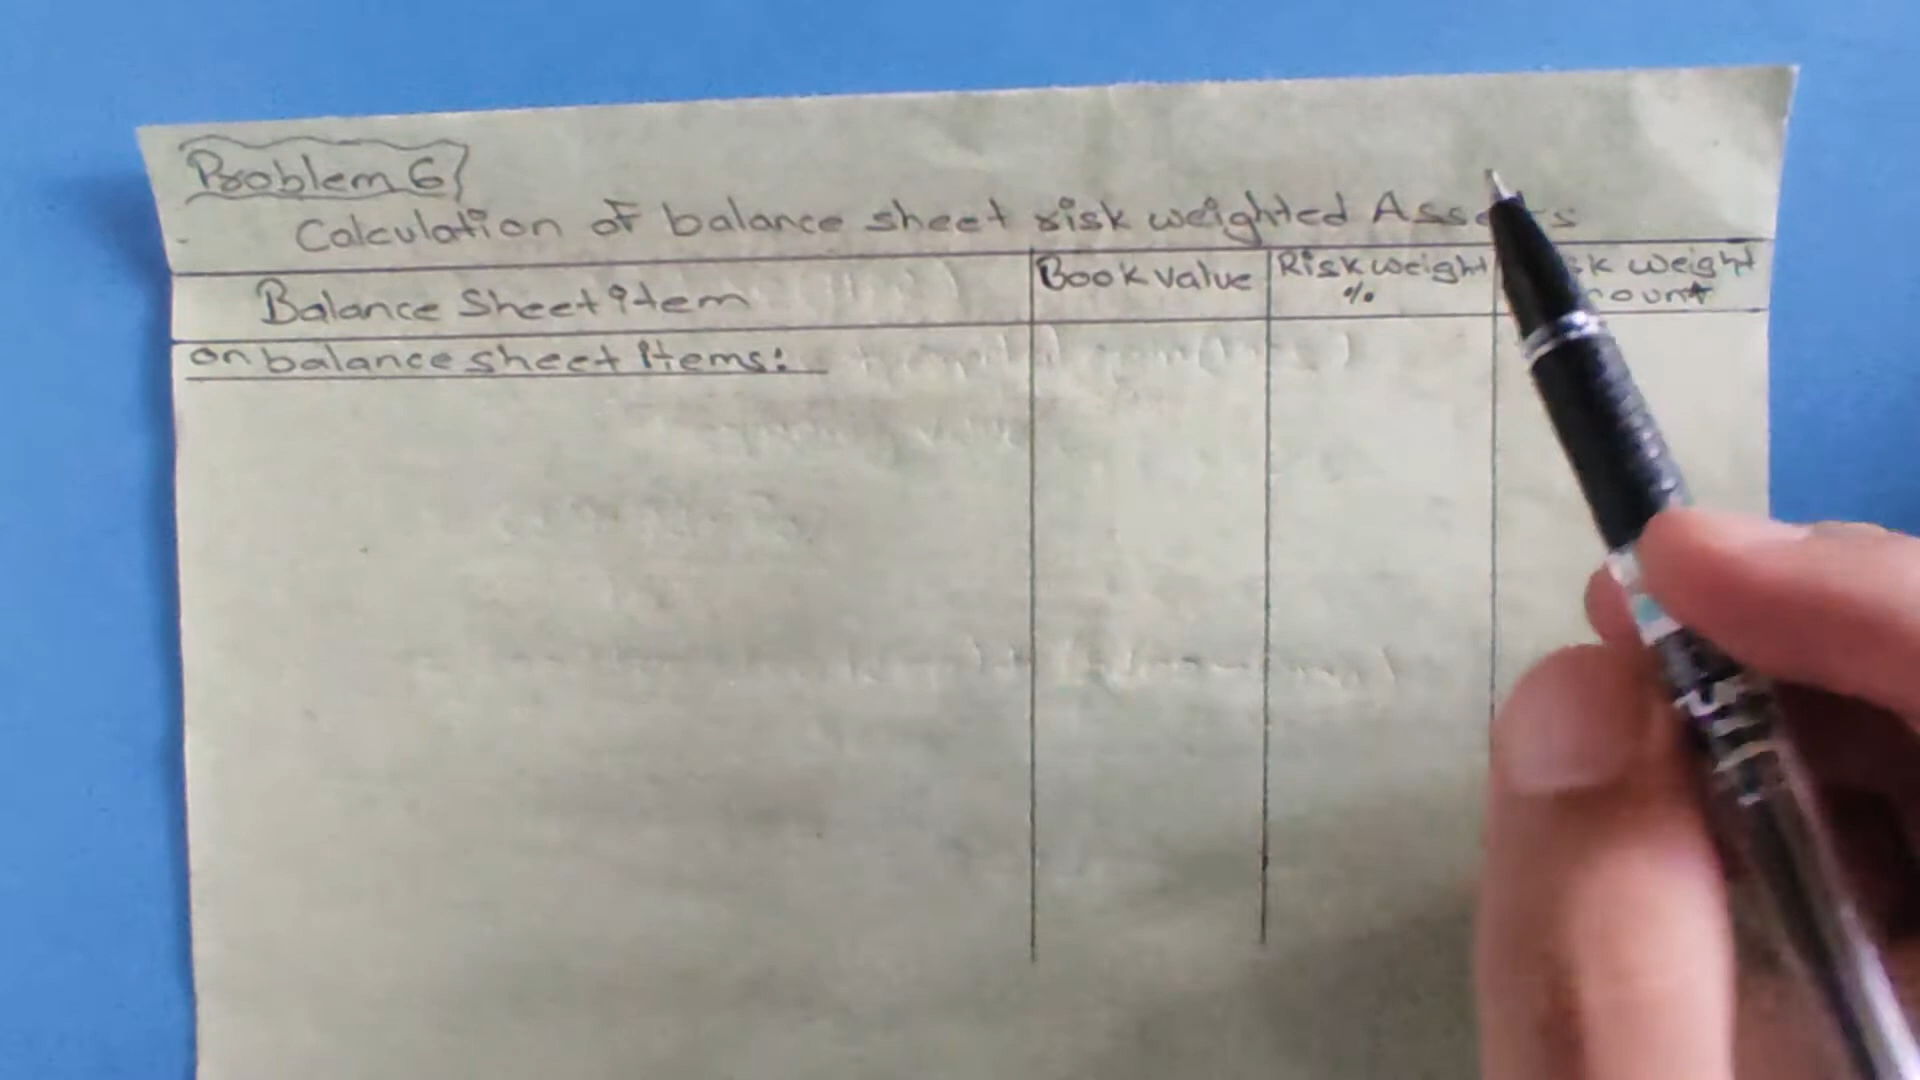 Problem 6
Calculation of balance sheet risk weighted
Balance Sheet item
Book value
Risk weight %
weight
on balance sheet items: